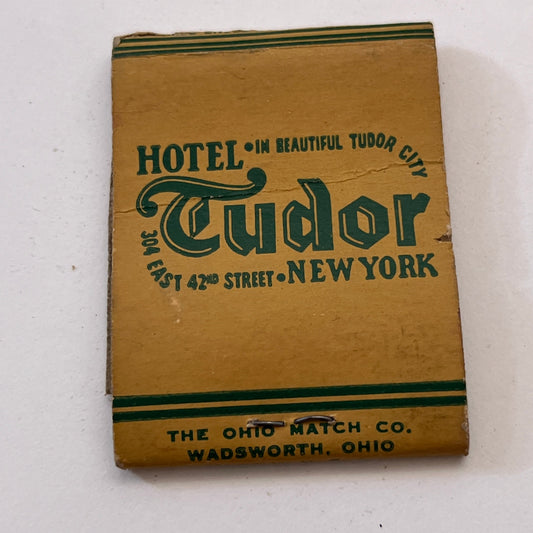 HOTEL • IN BEAUTIFUL TUDOR CITY
Tudor
304 EAST 42ND STREET • NEW YORK
THE OHIO MATCH CO.
WADSWORTH, OHIO